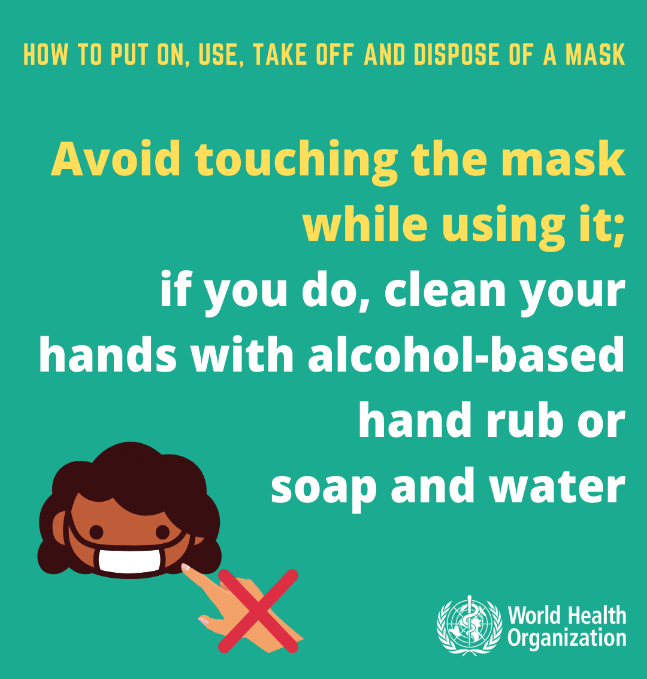 HOW TO PUT ON, USE, TAKE OFF AND DISPOSE OF A MASK
Avoid touching the mask
while using it;
if you do, clean your
hands with alcohol-based
hand rub or
soap and water
World Health
Organization